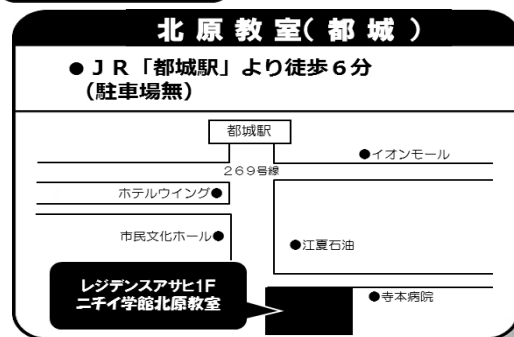 北原教室(都城)
●ＪＲ「都城駅」より徒歩６分
(駐車場無)
都城駅
●イオンモール
２６９号線
ホテルウイング●
市民文化ホール●
●江夏石油
レジデンスアサヒ1F
ニチイ学館北原教室
●寺本病院